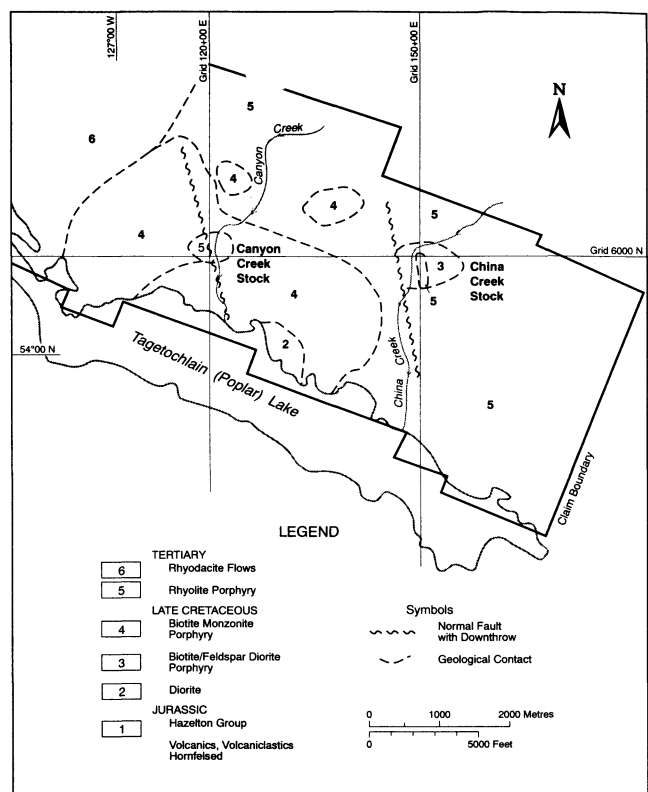 127°00 W
Grid 120+00 E
Grid 150+00 E
N
5
6
Canyon Creek
4
4
5
4
5
Canyon
Creek
Stock
Grid 6000 N
3
China
Creek
Stock
4
5
2
54°00 N
Tagetochlain (Poplar) Lake
China Creek
5
Claim Boundary
LEGEND
TERTIARY
6 Rhyodacite Flows
5 Rhyolite Porphyry
LATE CRETACEOUS
4 Biotite Monzonite
Porphyry
3 Biotite/Feldspar Diorite
Porphyry
2 Diorite
JURASSIC
1 Hazelton Group
Volcanics, Volcaniclastics
Hornfelsed
Symbols
Normal Fault
with Downthrow
Geological Contact
0 1000 2000 Metres
0 5000 Feet